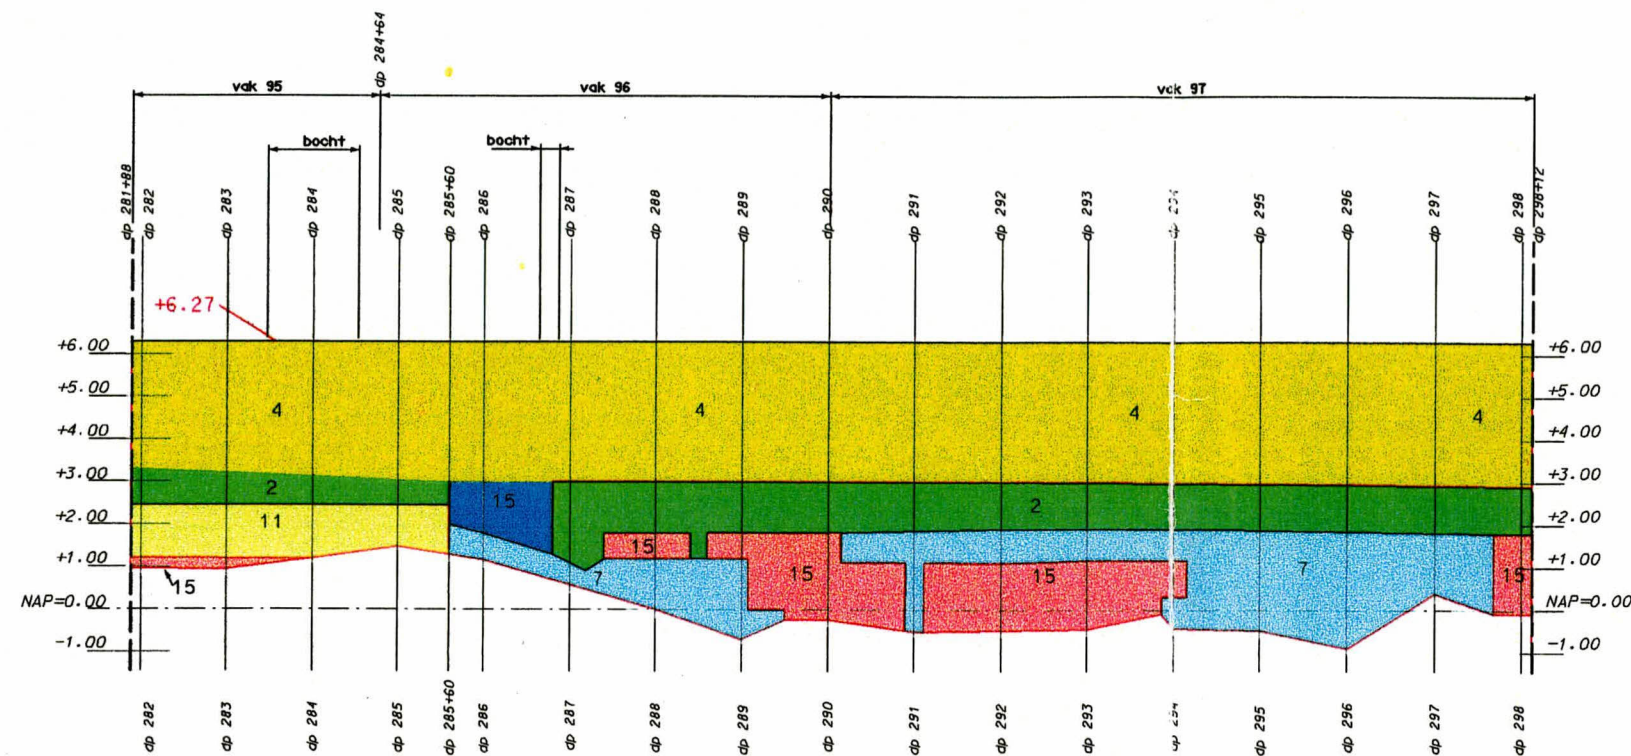 dp 284+64
vak 95
vak 96
vak 97
bocht
bocht
dp 281+88
dp 282
dp 283
dp 284
dp 285
dp 285+60
dp 286
dp 287
dp 288
dp 289
dp 290
dp 291
dp 292
dp 293
dp 294
dp 295
dp 296
dp 297
dp 298
dp 298+12
+6.27
+6.00
+6.00
+5.00
+5.00
4
4
4
4
+4.00
+4.00
+3.00
+3.00
2
15
2
+2.00
+2.00
11
15
+1.00
+1.00
15
7
15
15
7
15
NAP=0.00
NAP=0.00
-1.00
-1.00
dp 282
dp 283
dp 284
dp 285
dp 285+60
dp 286
dp 287
dp 288
dp 289
dp 290
dp 291
dp 292
dp 293
dp 294
dp 295
dp 296
dp 297
dp 298